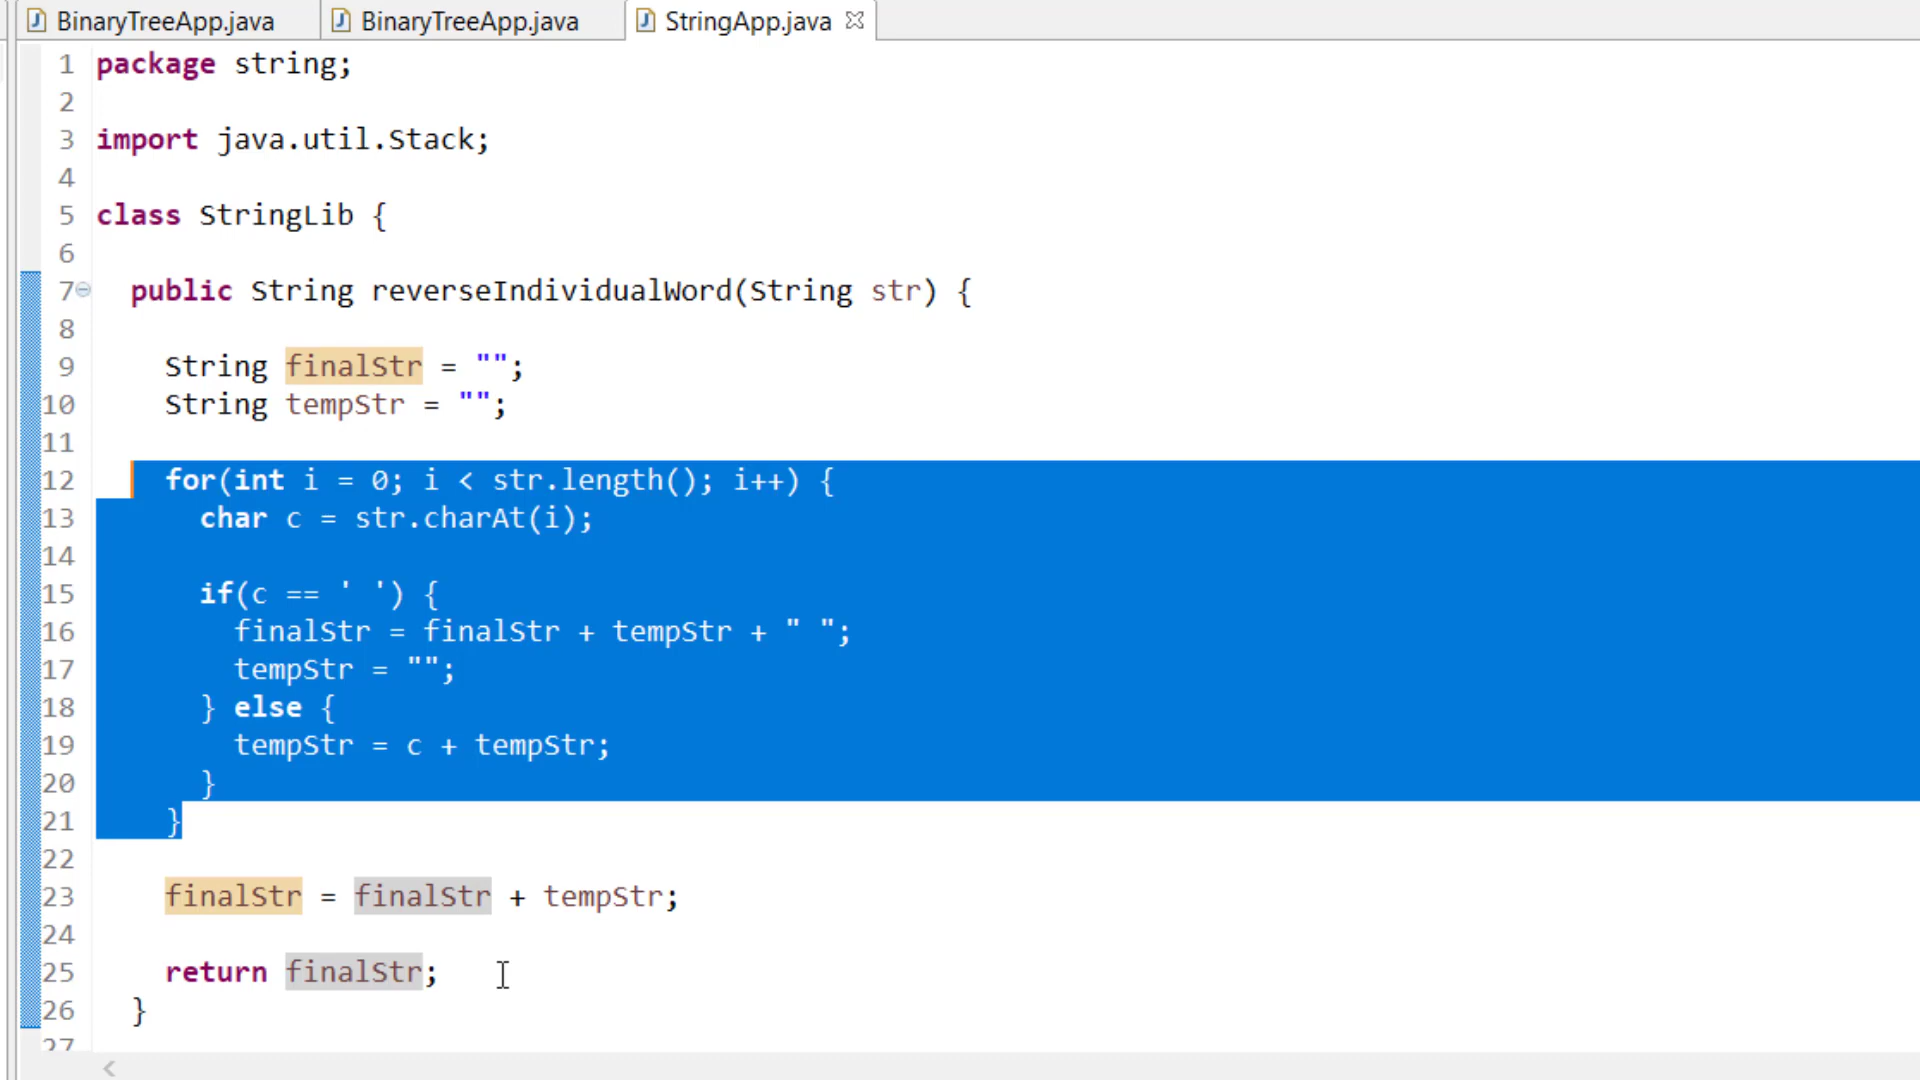 BinaryTreeApp.java BinaryTreeApp.java StringApp.java
1 package string;
2
3 import java.util.Stack;
4
5 class StringLib {
6
7 public String reverseIndividualWord(String str) {
8
9 String finalStr = "";
10 String tempStr = "";
11
12 for(int i = 0; i < str.length(); i++) {
13 char c = str.charAt(i);
14
15 if(c == ' ') {
16 finalStr = finalStr + tempStr + " ";
17 tempStr = "";
18 } else {
19 tempStr = c + tempStr;
20 }
21 }
22
23 finalStr = finalStr + tempStr;
24
25 return finalStr;
26 }
27